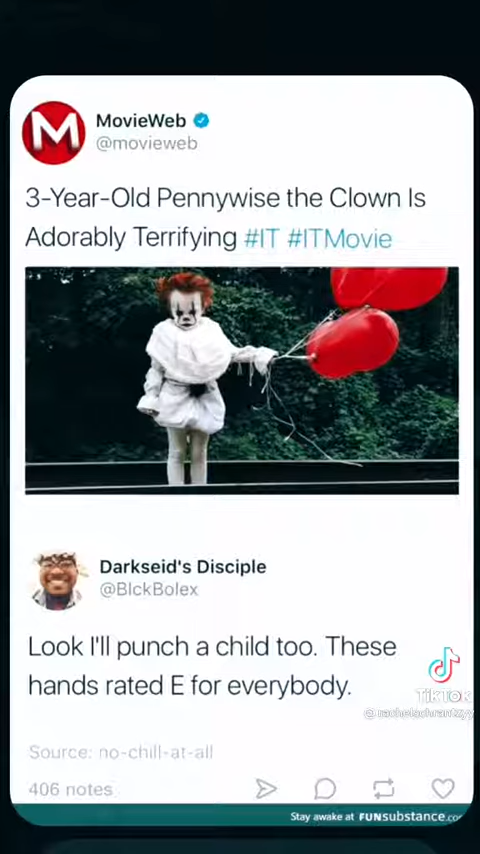 MovieWeb
@movieweb
3-Year-Old Pennywise the Clown Is
Adorably Terrifying #IT #ITMovie
Darkseid's Disciple
@BlckBolex
Look I'll punch a child too. These
hands rated E for everybody.
TikTok
Source: no-chill-at-all
406 notes
Stay awake at FUNsubstance.co